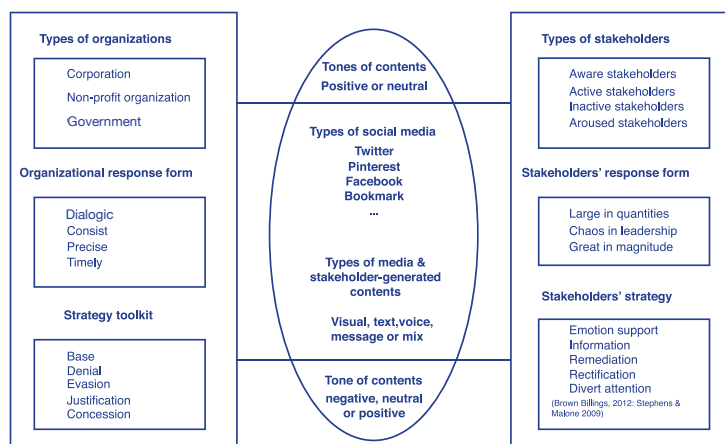 Types of organizations
Corporation
Non-profit organization
Government
Organizational response form
Dialogic
Consist
Precise
Timely
Strategy toolkit
Base
Denial
Evasion
Justification
Concession
Tones of contents
Positive or neutral
Types of social media
Twitter
Pinterest
Facebook
Bookmark
...
Types of media &
stakeholder-generated
contents
Visual, text,voice,
message or mix
Tone of contents
negative, neutral
or positive
Types of stakeholders
Aware stakeholders
Active stakeholders
Inactive stakeholders
Aroused stakeholders
Stakeholders’ response form
Large in quantities
Chaos in leadership
Great in magnitude
Stakeholders’ strategy
Emotion support
Information
Remediation
Rectification
Divert attention
(Brown Billings, 2012: Stephens &
Malone 2009)